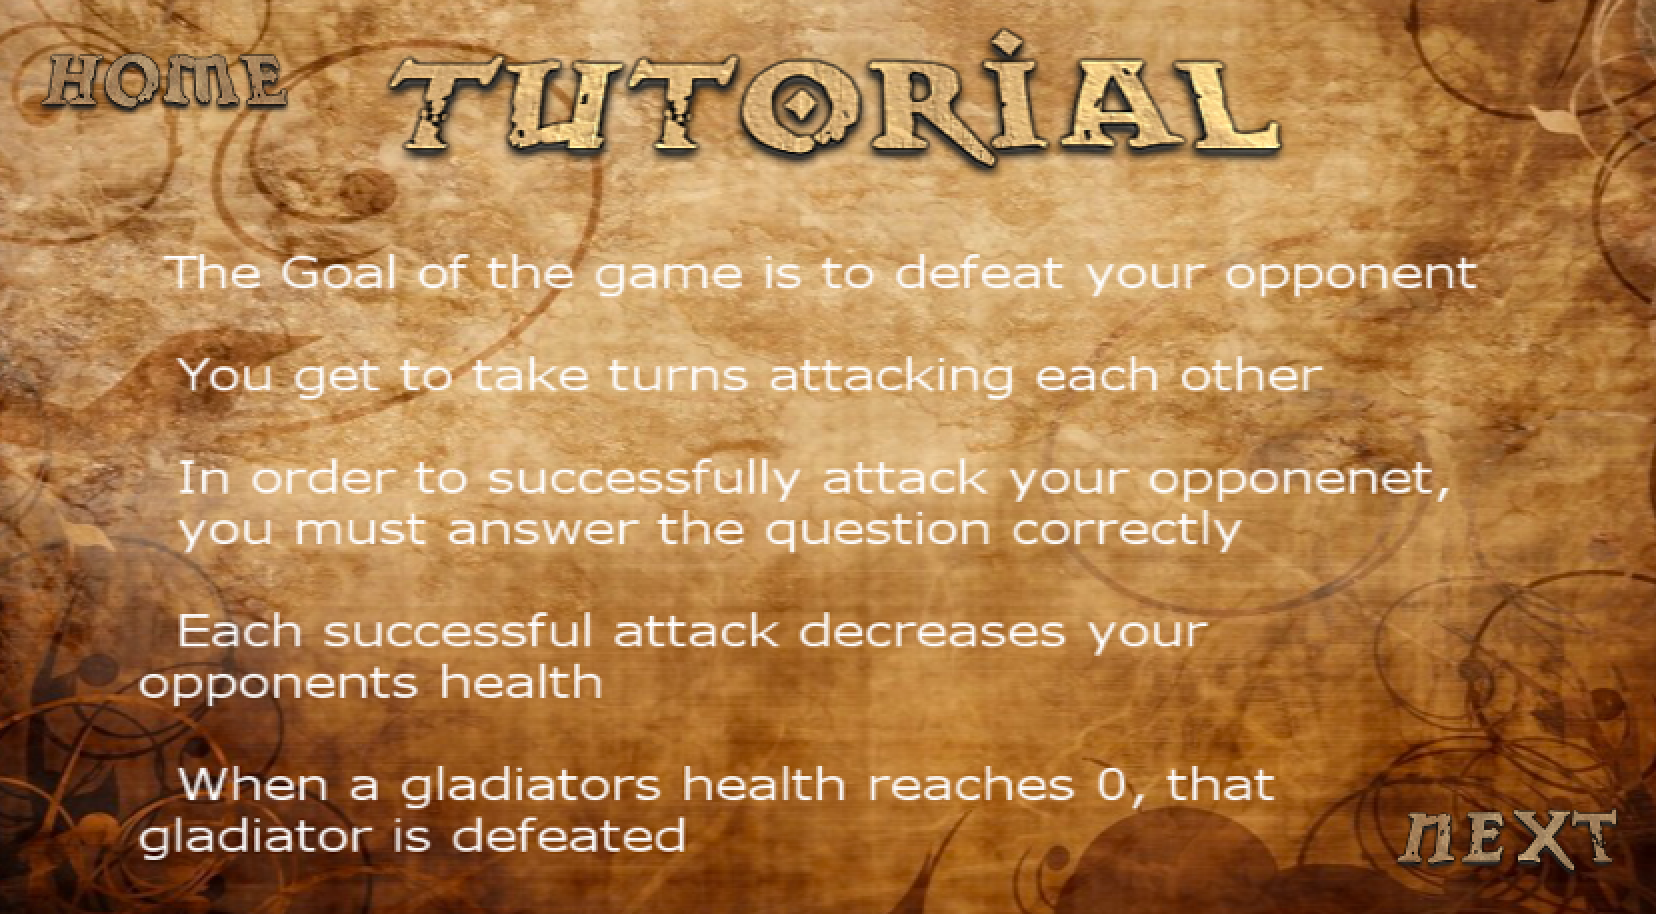 HOME
TUTORIAL
The Goal of the game is to defeat your opponent
You get to take turns attacking each other
In order to successfully attack your opponenet,
you must answer the question correctly
Each successful attack decreases your
opponents health
When a gladiators health reaches 0, that
gladiator is defeated
NEXT